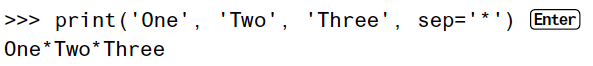 >>> print('One', 'Two', 'Three', sep='*') Enter
One*Two*Three